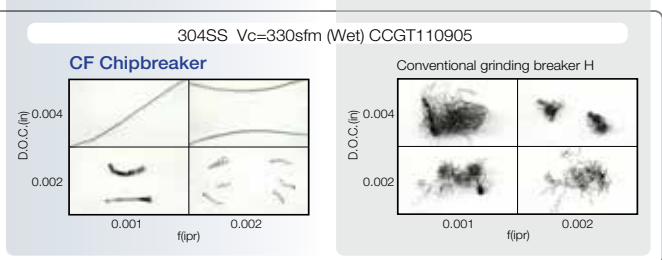 304SS Vc=330sfm (Wet) CCGT110905
CF Chipbreaker
D.O.C.(in)
0.004
0.002
0.001
0.002
f(ipr)
Conventional grinding breaker H
D.O.C.(in)
0.004
0.002
0.001
0.002
f(ipr)